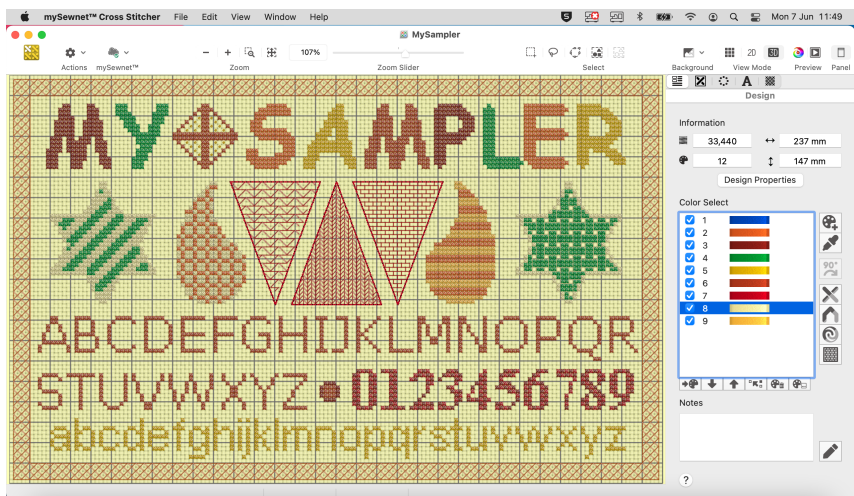 mySewnet™ Cross Stitcher File Edit View Window Help
Mon 7 Jun 11:49
MySampler
107%
Actions mySewnet™ Zoom Zoom Slider Select Background View Mode Preview Panel
2D 3D
A
Design
MY SAMPLER
ABCDEFGHIJKLMNOPQR
STUVWXYZ 0123456789
abcdefghijklmnopqrstuvwxyz
Information
33,440 237 mm
12 147 mm
Design Properties
Color Select
1
2
3
4
5
6
7
8
9
90°
Notes
?